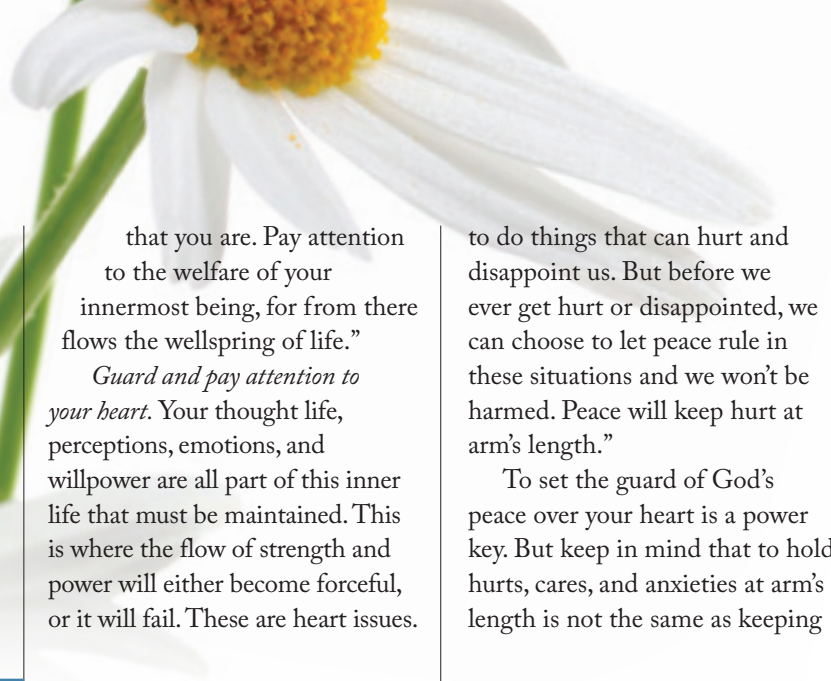 that you are. Pay attention
to the welfare of your
innermost being, for from there
flows the wellspring of life.”
Guard and pay attention to
your heart. Your thought life,
perceptions, emotions, and
willpower are all part of this inner
life that must be maintained. This
is where the flow of strength and
power will either become forceful,
or it will fail. These are heart issues.
to do things that can hurt and
disappoint us. But before we
ever get hurt or disappointed, we
can choose to let peace rule in
these situations and we won’t be
harmed. Peace will keep hurt at
arm’s length.”
To set the guard of God’s
peace over your heart is a power
key. But keep in mind that to hold
hurts, cares, and anxieties at arm’s
length is not the same as keeping